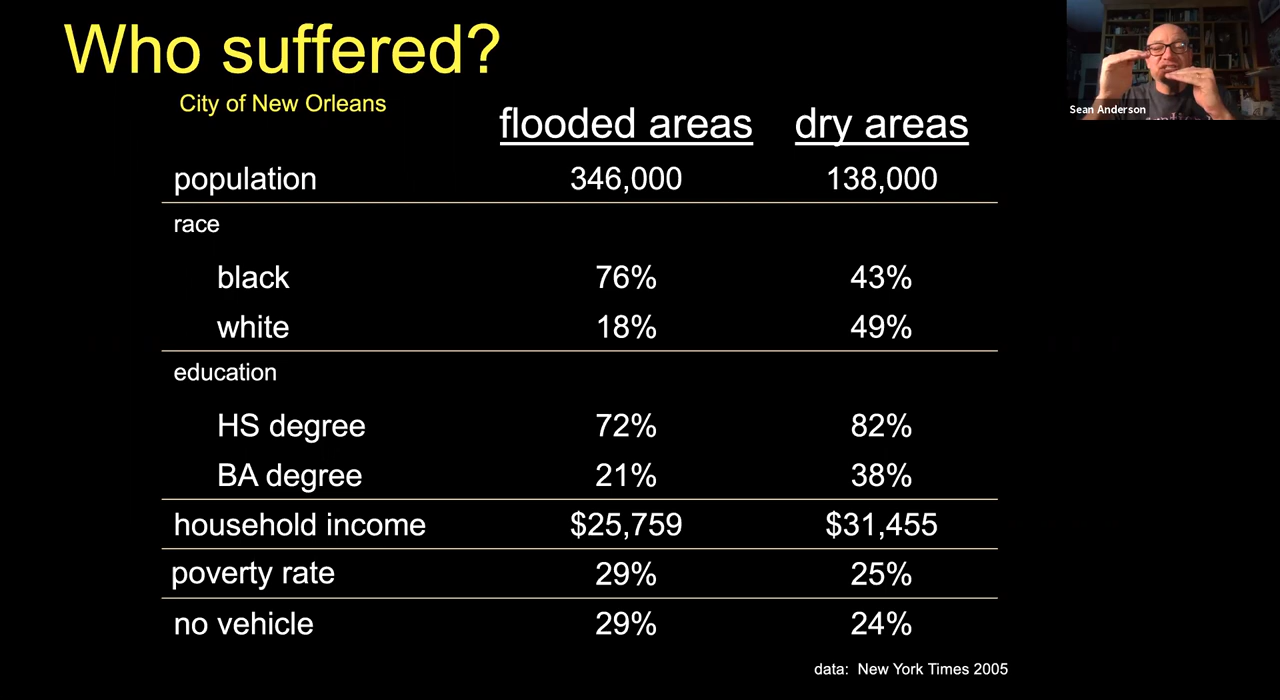 Who suffered?
City of New Orleans
flooded areas dry areas
population 346,000 138,000
race
black 76% 43%
white 18% 49%
education
HS degree 72% 82%
BA degree 21% 38%
household income $25,759 $31,455
poverty rate 29% 25%
no vehicle 29% 24%
data: New York Times 2005
Sean Anderson